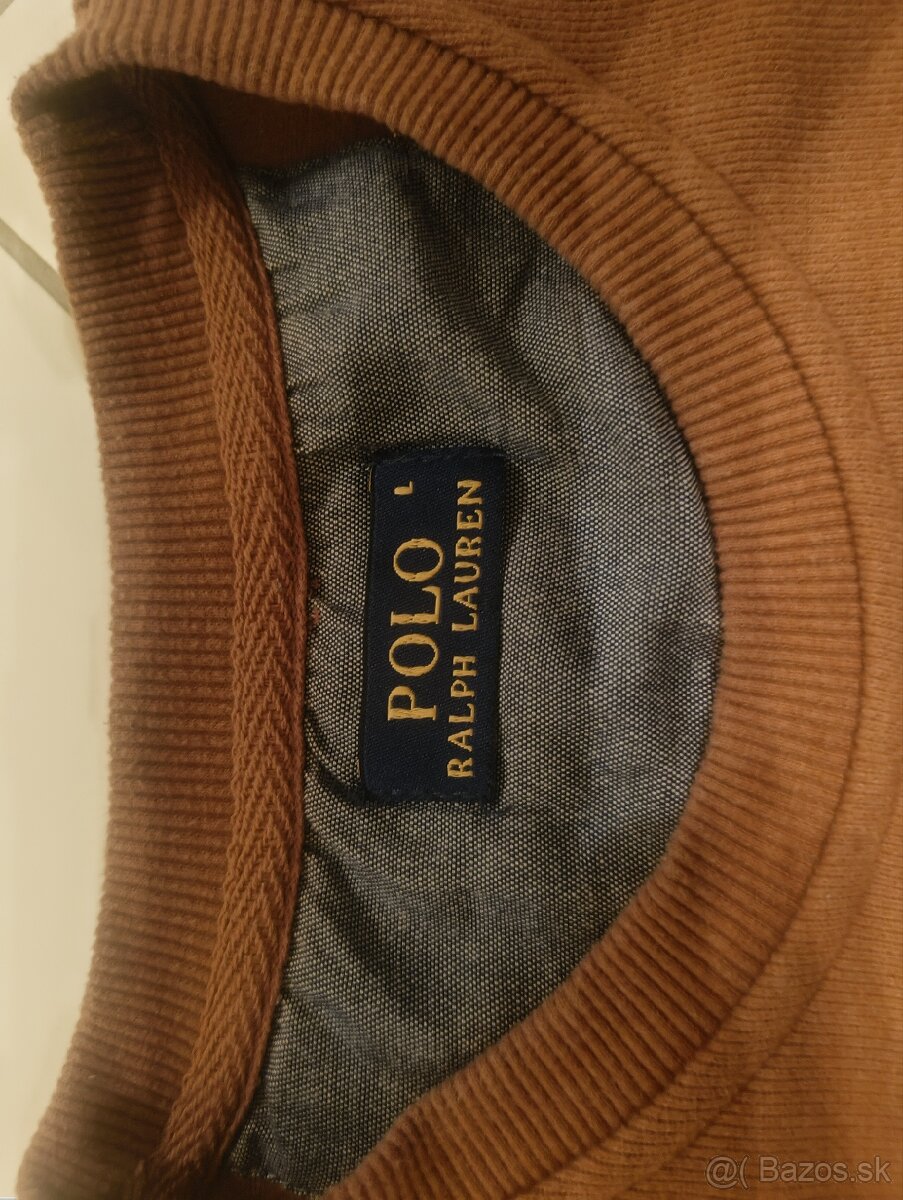 L
POLO
RALPH LAUREN
@( Bazos.sk